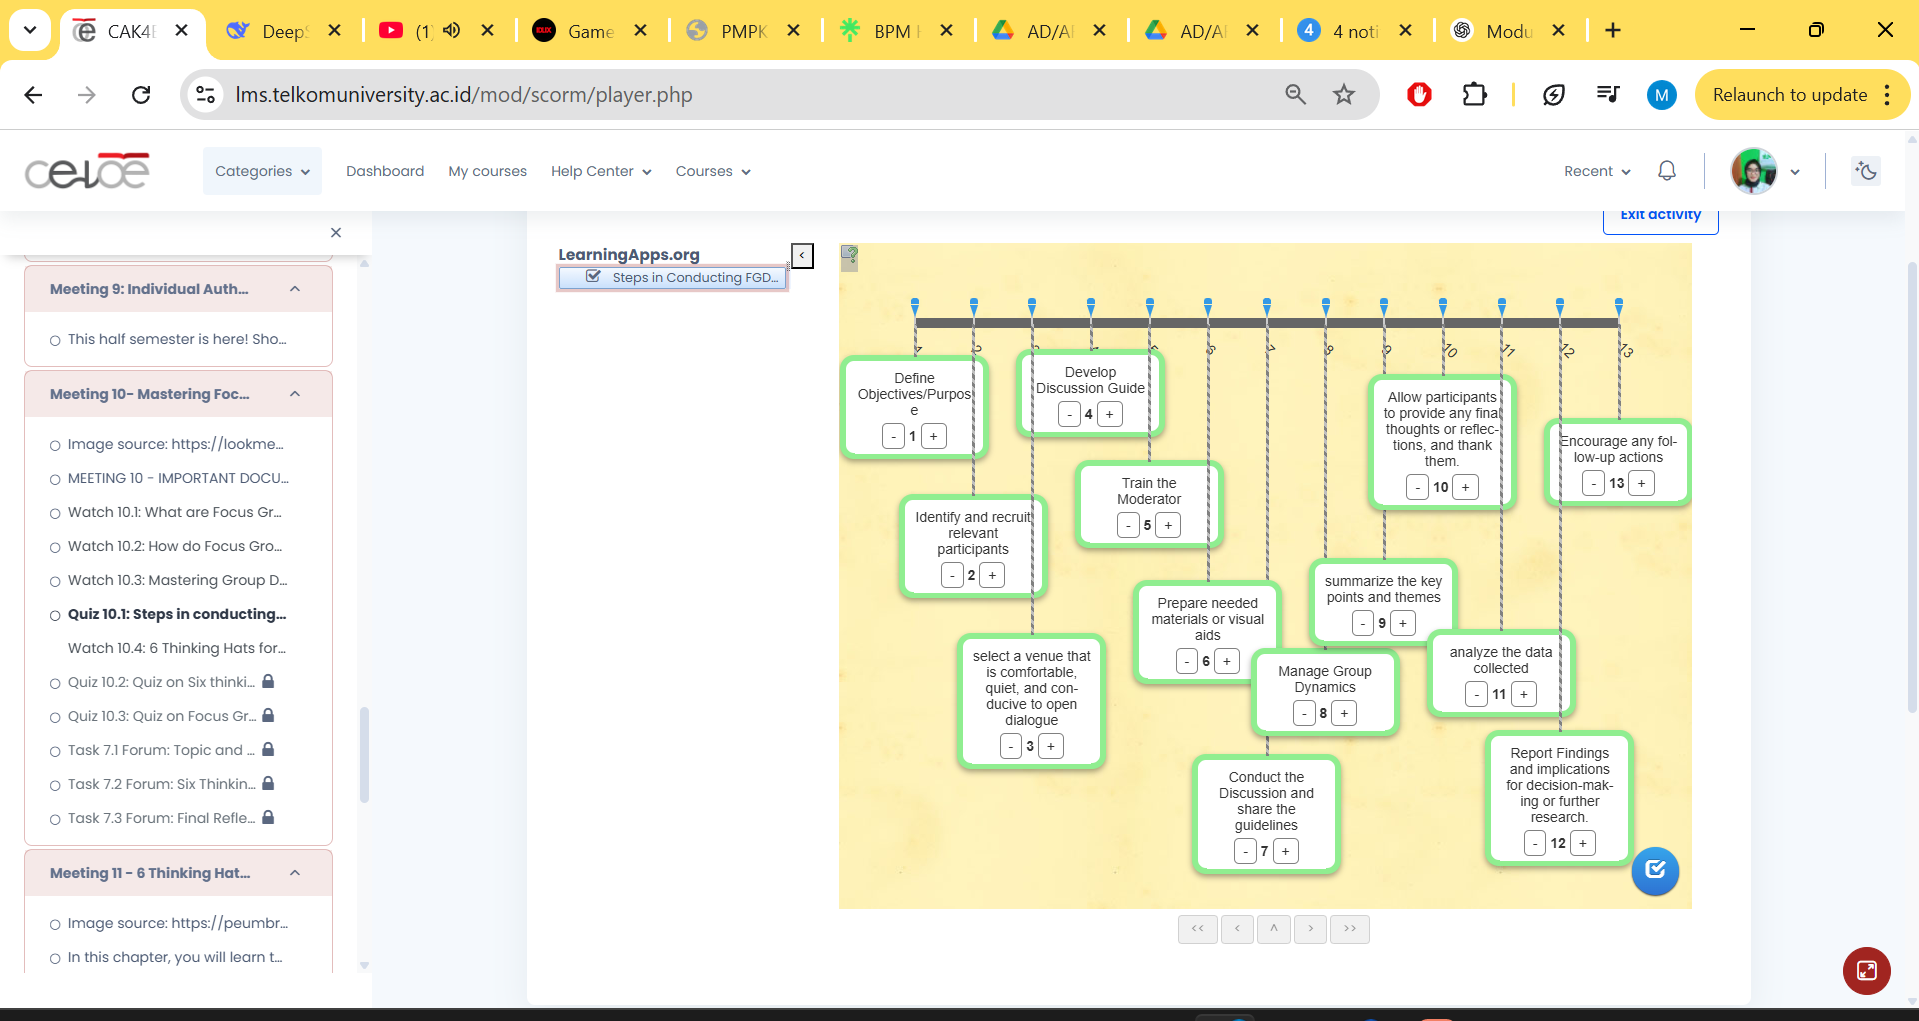 CAK4
DeepS
(1)
Game
PMPK
BPM
AD/A
AD/A
4
4 noti
Modu
lms.telkomuniversity.ac.id/mod/scorm/player.php
M
Relaunch to update
celoe
Categories
Dashboard
My courses
Help Center
Courses
Recent
Exit activity
Meeting 9: Individual Auth...
This half semester is here! Sho...
Meeting 10- Mastering Foc...
Image source: https://lookme...
MEETING 10 - IMPORTANT DOCU...
Watch 10.1: What are Focus Gr...
Watch 10.2: How do Focus Gro...
Watch 10.3: Mastering Group D...
Quiz 10.1: Steps in conducting...
Watch 10.4: 6 Thinking Hats for...
Quiz 10.2: Quiz on Six thinki...
Quiz 10.3: Quiz on Focus Gr...
Task 7.1 Forum: Topic and ...
Task 7.2 Forum: Six Thinkin...
Task 7.3 Forum: Final Refle...
Meeting 11 - 6 Thinking Hat...
Image source: https://peumbr...
In this chapter, you will learn t...
LearningApps.org
<
Steps in Conducting FGD...
?
1 2 3 4 5 6 7 8 9 10 11 12 13
Define
Objectives/Purpos
e
- 1 +
Identify and recruit
relevant
participants
- 2 +
select a venue that
is comfortable,
quiet, and con-
ducive to open
dialogue
- 3 +
Develop
Discussion Guide
- 4 +
Train the
Moderator
- 5 +
Prepare needed
materials or visual
aids
- 6 +
Conduct the
Discussion and
share the
guidelines
- 7 +
Manage Group
Dynamics
- 8 +
summarize the key
points and themes
- 9 +
Allow participants
to provide any final
thoughts or reflec-
tions, and thank
them.
- 10 +
analyze the data
collected
- 11 +
Report Findings
and implications
for decision-mak-
ing or further
research.
- 12 +
Encourage any fol-
low-up actions
- 13 +
<< < ^ > >>